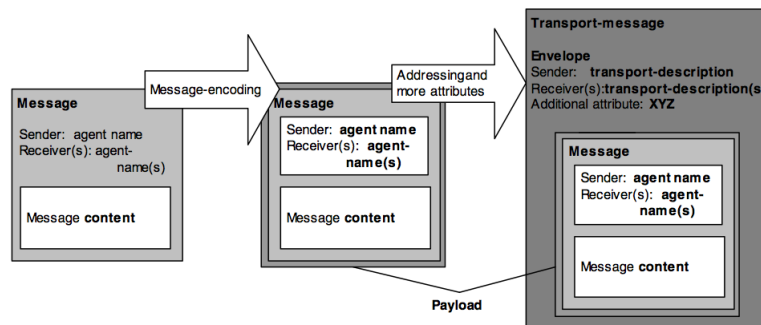 Message
Sender: agent name
Receiver(s): agent-
name(s)
Message content
Message-encoding
Message
Sender: agent name
Receiver(s): agent-
name(s)
Message content
Addressingand
more attributes
Transport-message
Envelope
Sender: transport-description
Receiver(s):transport-description(s
Additional attribute: XYZ
Message
Sender: agent name
Receiver(s): agent-
name(s)
Message content
Payload